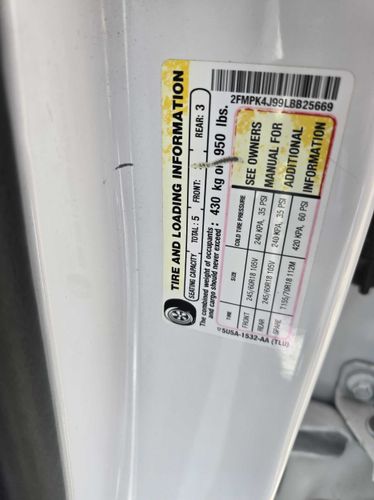 2FMPK4J99LBB25669
TIRE AND LOADING INFORMATION
SEATING CAPACITY TOTAL: 5 FRONT: REAR: 3
The combined weight of occupants and cargo should never exceed: 430 kg or 950 lbs.
TIRE SIZE COLD TIRE PRESSURE
FRONT 245/60R18 105V 240 KPA, 35 PSI
REAR 245/60R18 105V 240 KPA, 35 PSI
SPARE T155/70R18 112M 420 KPA, 60 PSI
SEE OWNERS
MANUAL FOR
ADDITIONAL
INFORMATION
5U5A-1532-AA (TLU)